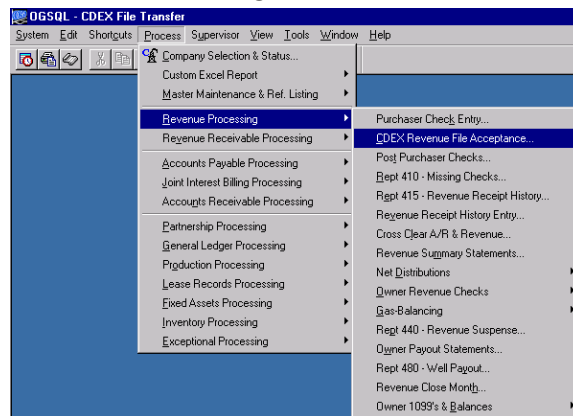 OGSQL - CDEX File Transfer
System Edit Shortcuts Process Supervisor View Tools Window Help
Company Selection & Status...
Custom Excel Report
Master Maintenance & Ref. Listing
Revenue Processing
Revenue Receivable Processing
Accounts Payable Processing
Joint Interest Billing Processing
Accounts Receivable Processing
Partnership Processing
General Ledger Processing
Production Processing
Lease Records Processing
Fixed Assets Processing
Inventory Processing
Exceptional Processing
Purchaser Check Entry...
CDEX Revenue File Acceptance...
Post Purchaser Checks...
Rept 410 - Missing Checks...
Rept 415 - Revenue Receipt History...
Revenue Receipt History Entry...
Cross Clear A/R & Revenue...
Revenue Summary Statements...
Net Distributions
Owner Revenue Checks
Gas-Balancing
Rept 440 - Revenue Suspense...
Owner Payout Statements...
Rept 480 - Well Payout...
Revenue Close Month...
Owner 1099's & Balances